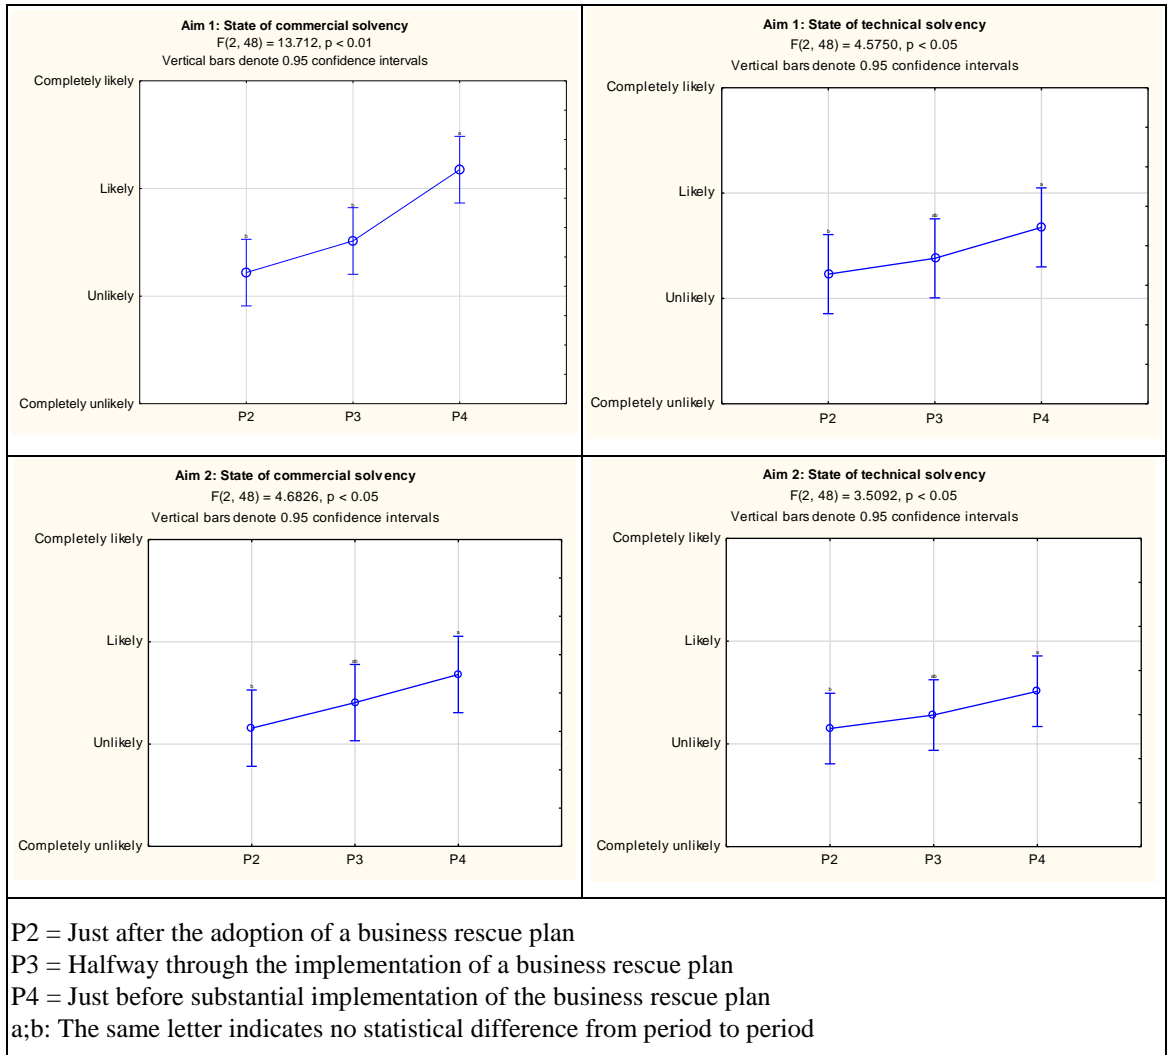 Aim 1: State of commercial solvency
F(2, 48) = 13.712, p < 0.01
Vertical bars denote 0.95 confidence intervals
Completely likely
Likely
Unlikely
Completely unlikely
b
b
a
P2 P3 P4
Aim 1: State of technical solvency
F(2, 48) = 4.5750, p < 0.05
Vertical bars denote 0.95 confidence intervals
Completely likely
Likely
Unlikely
Completely unlikely
b
ab
a
P2 P3 P4
Aim 2: State of commercial solvency
F(2, 48) = 4.6826, p < 0.05
Vertical bars denote 0.95 confidence intervals
Completely likely
Likely
Unlikely
Completely unlikely
b
ab
a
P2 P3 P4
Aim 2: State of technical solvency
F(2, 48) = 3.5092, p < 0.05
Vertical bars denote 0.95 confidence intervals
Completely likely
Likely
Unlikely
Completely unlikely
b
ab
a
P2 P3 P4
P2 = Just after the adoption of a business rescue plan
P3 = Halfway through the implementation of a business rescue plan
P4 = Just before substantial implementation of the business rescue plan
a;b: The same letter indicates no statistical difference from period to period